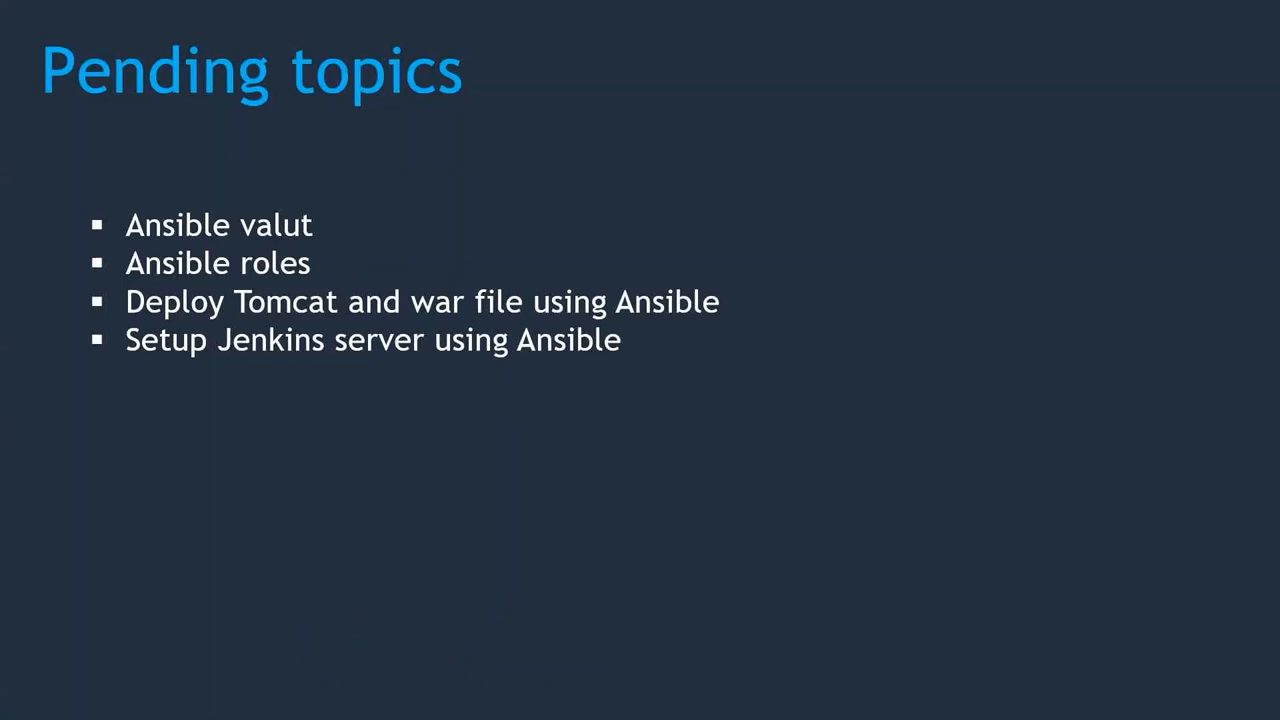 Pending topics
▪ Ansible valut
▪ Ansible roles
▪ Deploy Tomcat and war file using Ansible
▪ Setup Jenkins server using Ansible